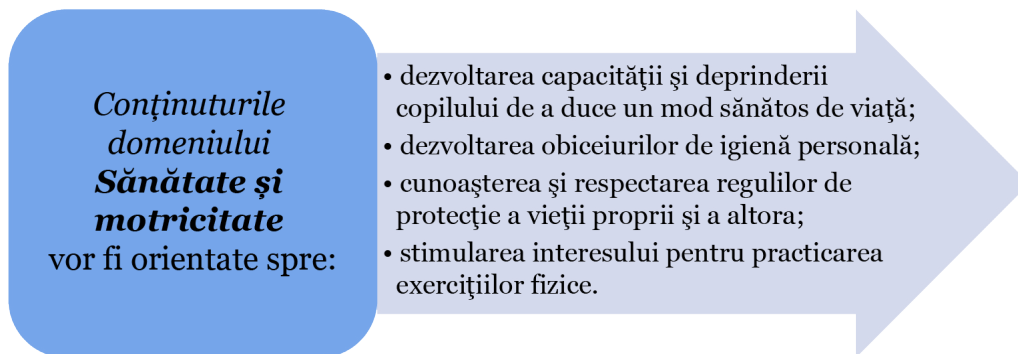 Conținuturile
domeniului
Sănătate și
motricitate
vor fi orientate spre:
• dezvoltarea capacităţii şi deprinderii
copilului de a duce un mod sănătos de viaţă;
• dezvoltarea obiceiurilor de igienă personală;
• cunoaşterea şi respectarea regulilor de
protecţie a vieţii proprii şi a altora;
• stimularea interesului pentru practicarea
exerciţiilor fizice.